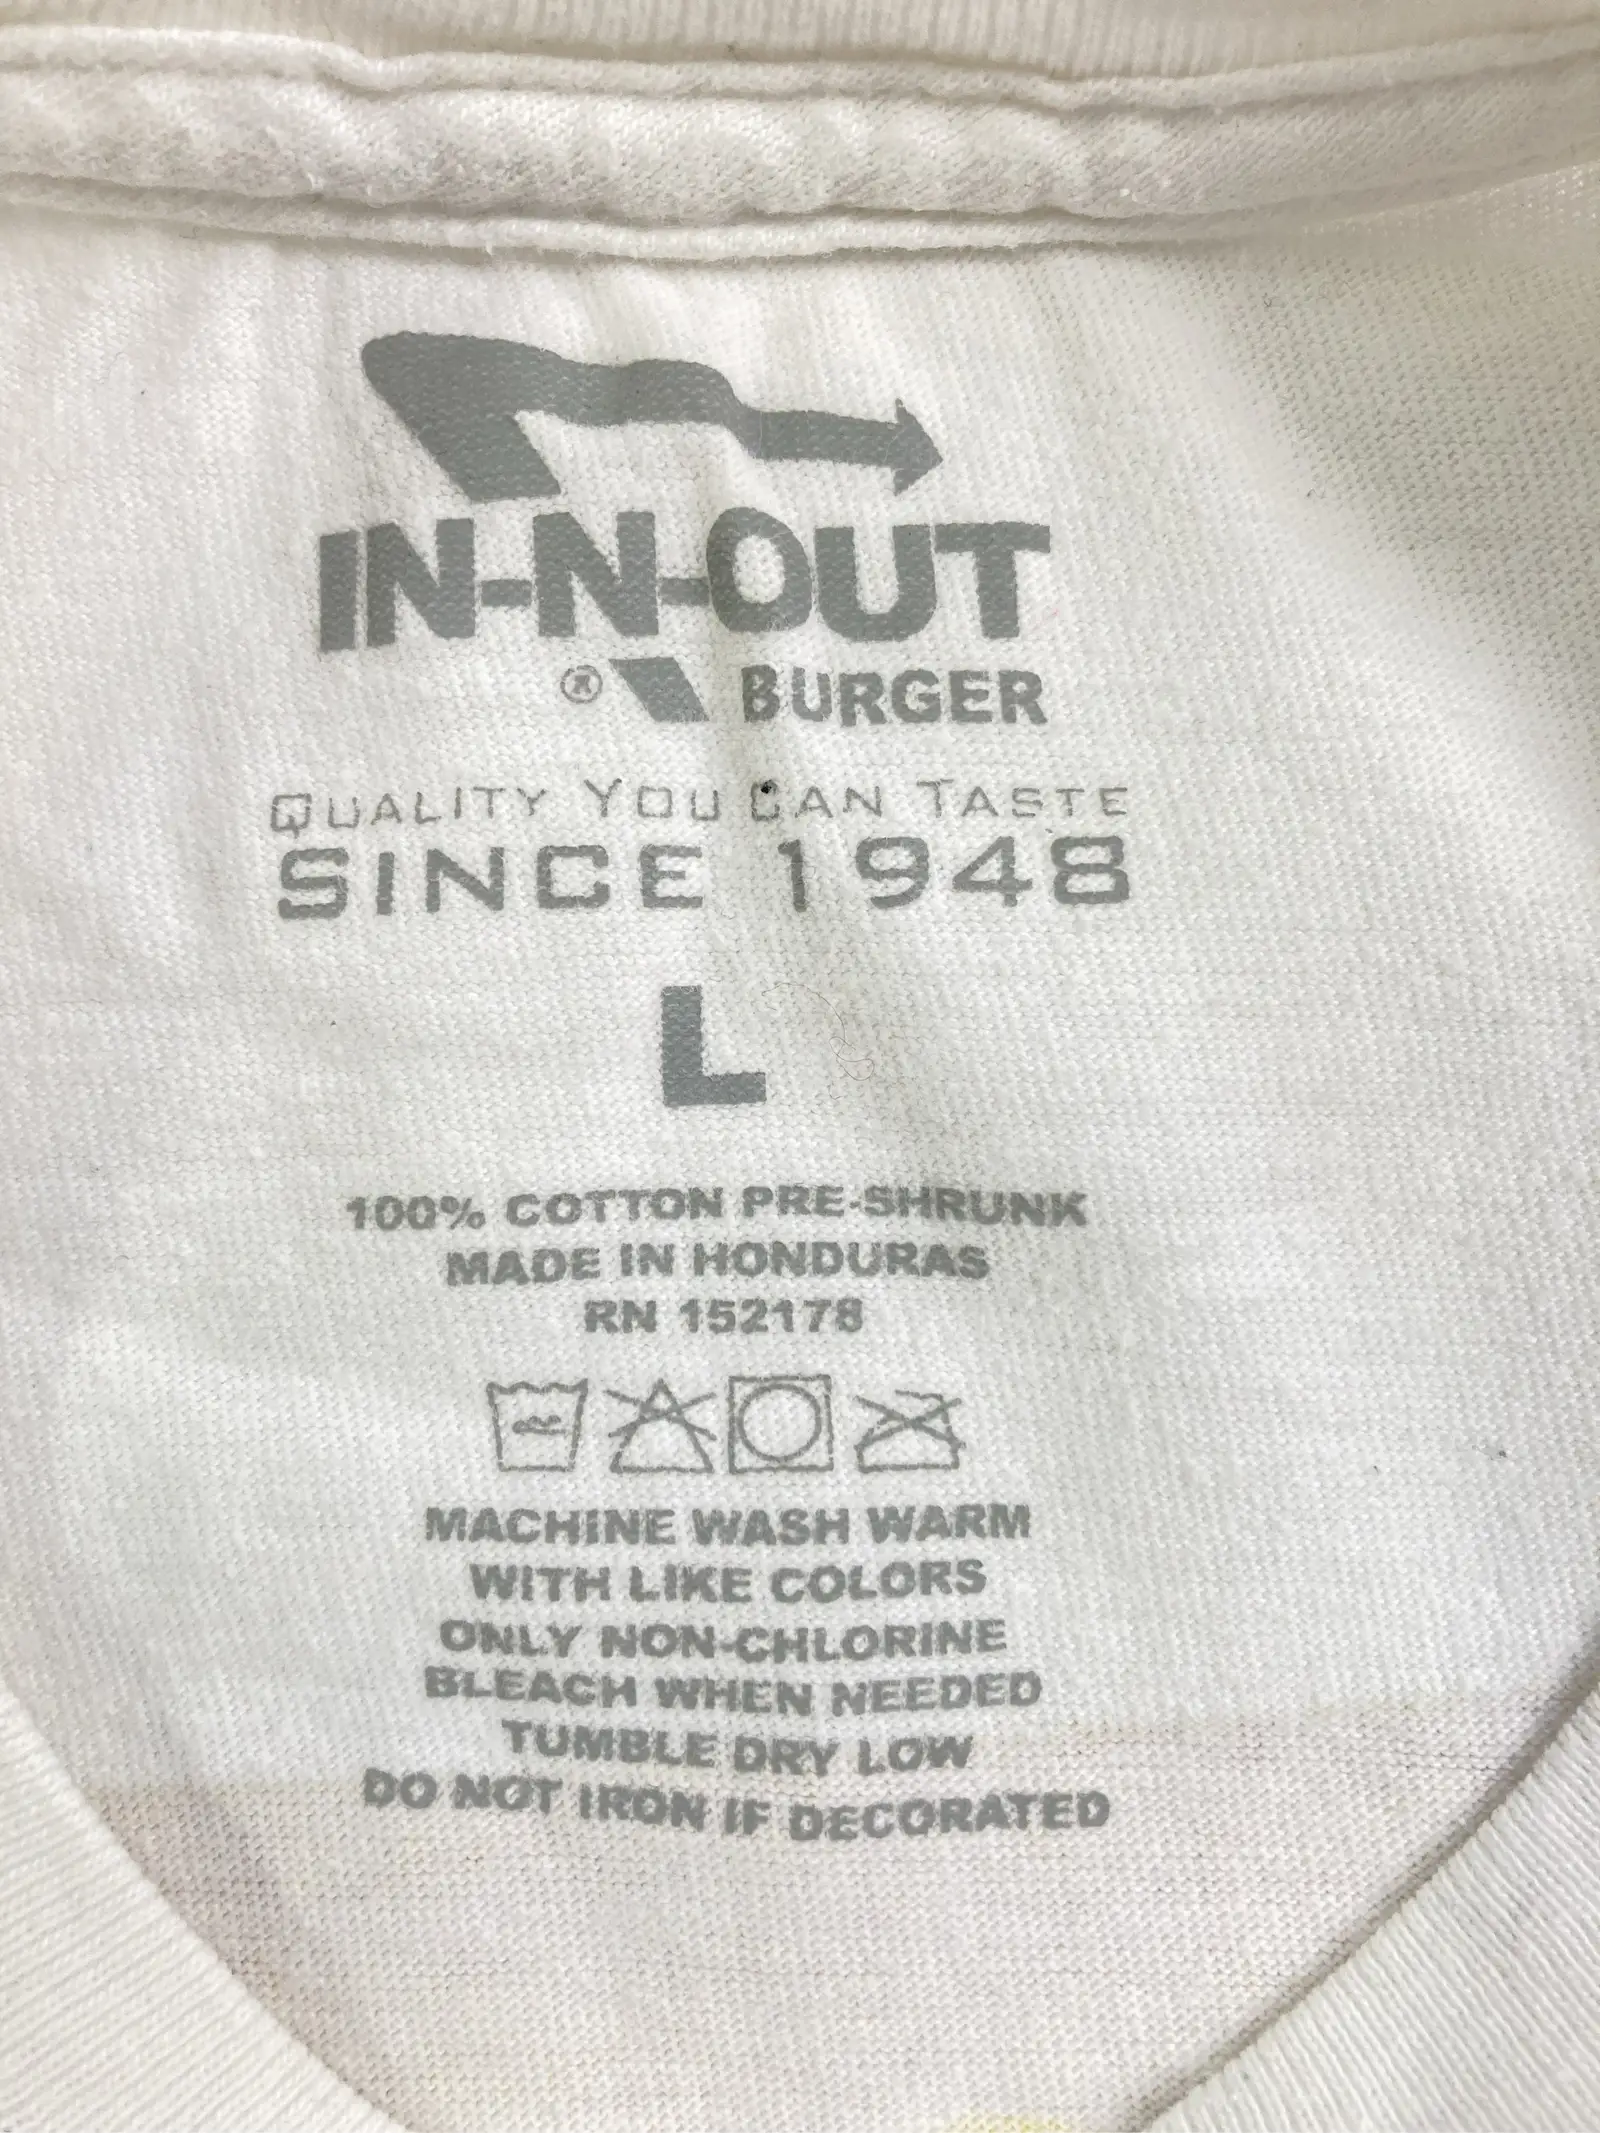 IN-N-OUT
® BURGER
QUALITY YOU CAN TASTE
SINCE 1948
L
100% COTTON PRE-SHRUNK
MADE IN HONDURAS
RN 152178
MACHINE WASH WARM
WITH LIKE COLORS
ONLY NON-CHLORINE
BLEACH WHEN NEEDED
TUMBLE DRY LOW
DO NOT IRON IF DECORATED